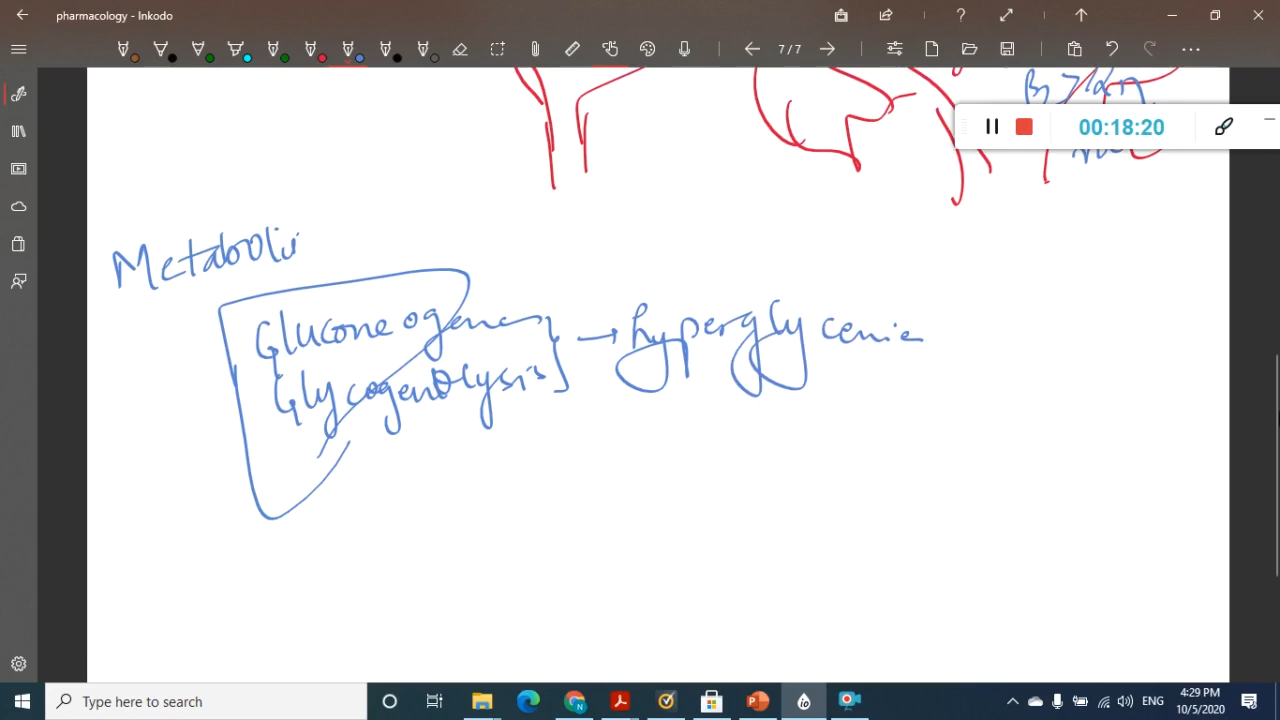 pharmacology - Inkodo
7/7
00:18:20
Metabolic
Gluconeogenes
Glycogenolysis
→ hyperglycemia
Type here to search
ENG
4:29 PM
10/5/2020